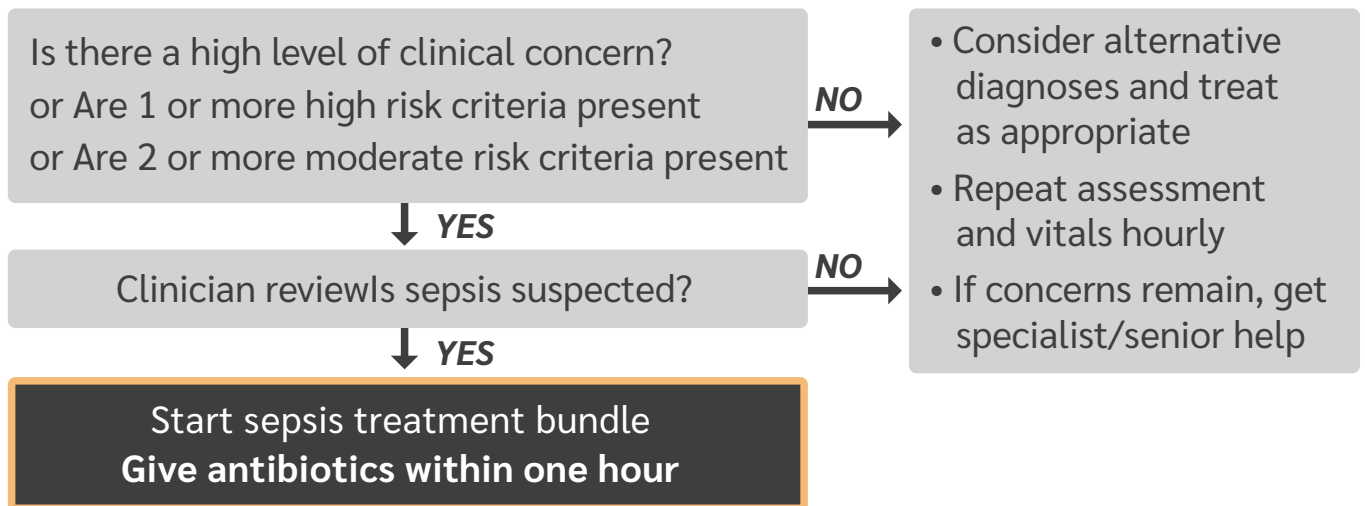 Is there a high level of clinical concern?
or Are 1 or more high risk criteria present
or Are 2 or more moderate risk criteria present
NO
• Consider alternative
diagnoses and treat
as appropriate
• Repeat assessment
and vitals hourly
• If concerns remain, get
specialist/senior help
YES
Clinician reviewIs sepsis suspected?
NO
YES
Start sepsis treatment bundle
Give antibiotics within one hour